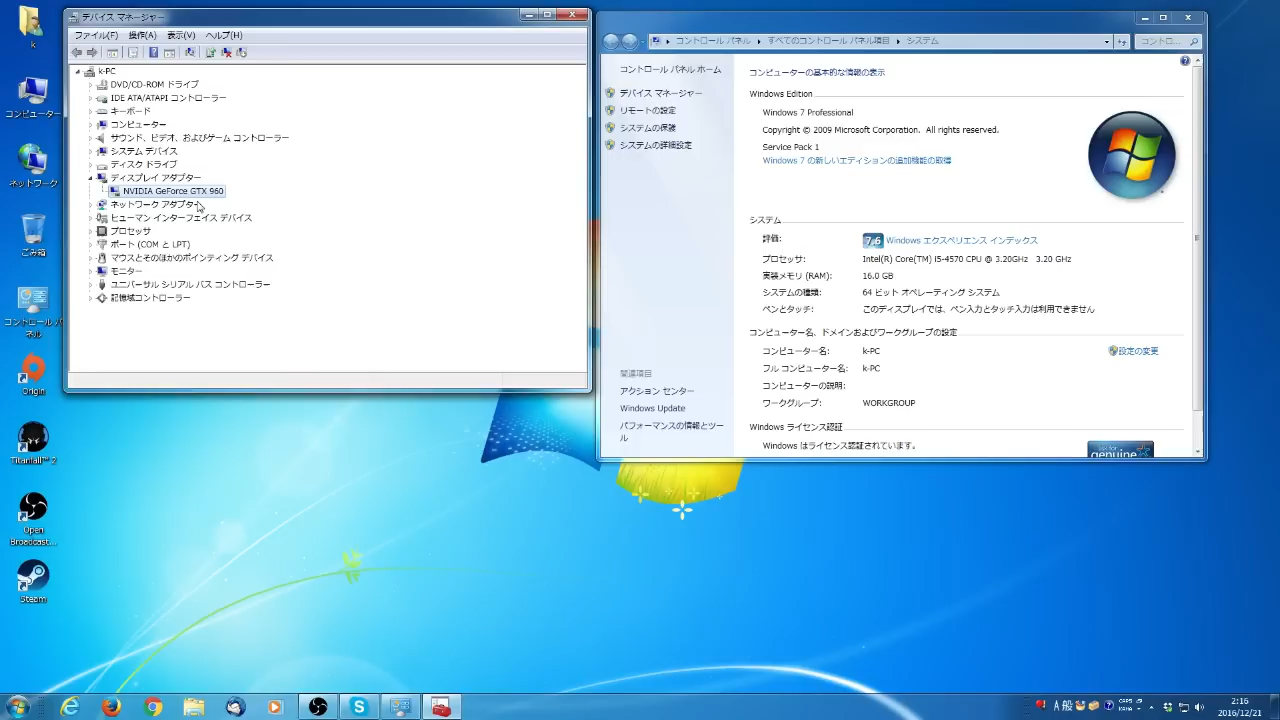 デバイス マネージャー
ファイル(F) 操作(A) 表示(V) ヘルプ(H)
k-PC
DVD/CD-ROM ドライブ
IDE ATA/ATAPI コントローラー
キーボード
コンピューター
サウンド、ビデオ、およびゲーム コントローラー
システム デバイス
ディスク ドライブ
ディスプレイ アダプター
NVIDIA GeForce GTX 960
ネットワーク アダプター
ヒューマン インターフェイス デバイス
プロセッサ
ポート (COM と LPT)
マウスとそのほかのポインティング デバイス
モニター
ユニバーサル シリアル バス コントローラー
記憶域コントローラー
コントロール パネル すべてのコントロール パネル項目 システム
コントロ...
コントロール パネル ホーム
デバイス マネージャー
リモートの設定
システムの保護
システムの詳細設定
関連項目
アクション センター
Windows Update
パフォーマンスの情報とツー
ル
コンピューターの基本的な情報の表示
Windows Edition
Windows 7 Professional
Copyright © 2009 Microsoft Corporation. All rights reserved.
Service Pack 1
Windows 7 の新しいエディションの追加機能の取得
システム
評価: 7.6 Windows エクスペリエンス インデックス
プロセッサ: Intel(R) Core(TM) i5-4570 CPU @ 3.20GHz 3.20 GHz
実装メモリ (RAM): 16.0 GB
システムの種類: 64 ビット オペレーティング システム
ペンとタッチ: このディスプレイでは、ペン入力とタッチ入力は利用できません
コンピューター名、ドメインおよびワークグループの設定
コンピューター名: k-PC 設定の変更
フル コンピューター名: k-PC
コンピューターの説明:
ワークグループ: WORKGROUP
Windows ライセンス認証
Windows はライセンス認証されています。
ask for
genuine
k
コンピューター
ネットワーク
ごみ箱
コントロール パ
ネル
Origin
Titanfall™ 2
Open
Broadcast...
Steam
A 般
CAPS
KANA
2:16
2016/12/21